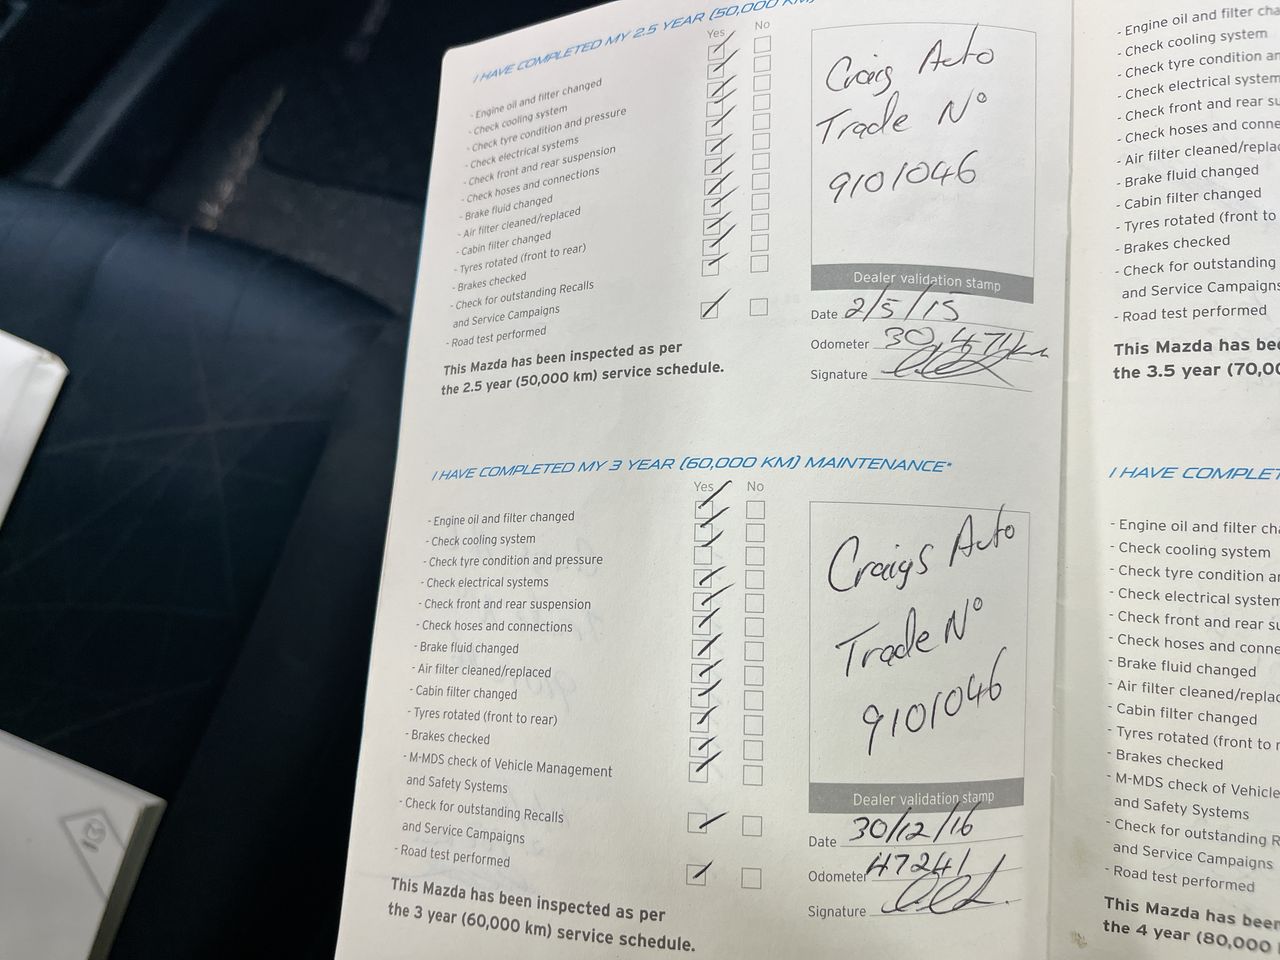 I HAVE COMPLETED MY 2.5 YEAR (50,000 KM)
Yes No
- Engine oil and filter changed
- Check cooling system
- Check tyre condition and pressure
- Check electrical systems
- Check front and rear suspension
- Check hoses and connections
- Brake fluid changed
- Air filter cleaned/replaced
- Cabin filter changed
- Tyres rotated (front to rear)
- Brakes checked
- Check for outstanding Recalls
and Service Campaigns
- Road test performed
This Mazda has been inspected as per
the 2.5 year (50,000 km) service schedule.
Craigs Auto
Trade Nº
9101046
Dealer validation stamp
Date 2/5/15
Odometer 30,471km
Signature
I HAVE COMPLETED MY 3 YEAR (60,000 KM) MAINTENANCE*
Yes No
- Engine oil and filter changed
- Check cooling system
- Check tyre condition and pressure
- Check electrical systems
- Check front and rear suspension
- Check hoses and connections
- Brake fluid changed
- Air filter cleaned/replaced
- Cabin filter changed
- Tyres rotated (front to rear)
- Brakes checked
- M-MDS check of Vehicle Management
and Safety Systems
- Check for outstanding Recalls
and Service Campaigns
- Road test performed
This Mazda has been inspected as per
the 3 year (60,000 km) service schedule.
Craigs Auto
Trade Nº
9101046
Dealer validation stamp
Date 30/12/16
Odometer 47241
Signature
- Engine oil and filter cha
- Check cooling system
- Check tyre condition an
- Check electrical system
- Check front and rear su
- Check hoses and conne
- Air filter cleaned/replac
- Brake fluid changed
- Cabin filter changed
- Tyres rotated (front to
- Brakes checked
- Check for outstanding
and Service Campaigns
- Road test performed
This Mazda has be
the 3.5 year (70,00
I HAVE COMPLET
- Engine oil and filter cha
- Check cooling system
- Check tyre condition an
- Check electrical system
- Check front and rear su
- Check hoses and conne
- Brake fluid changed
- Air filter cleaned/replac
- Cabin filter changed
- Tyres rotated (front to r
- Brakes checked
- M-MDS check of Vehicle
and Safety Systems
- Check for outstanding R
and Service Campaigns
- Road test performed
This Mazda has been
the 4 year (80,000